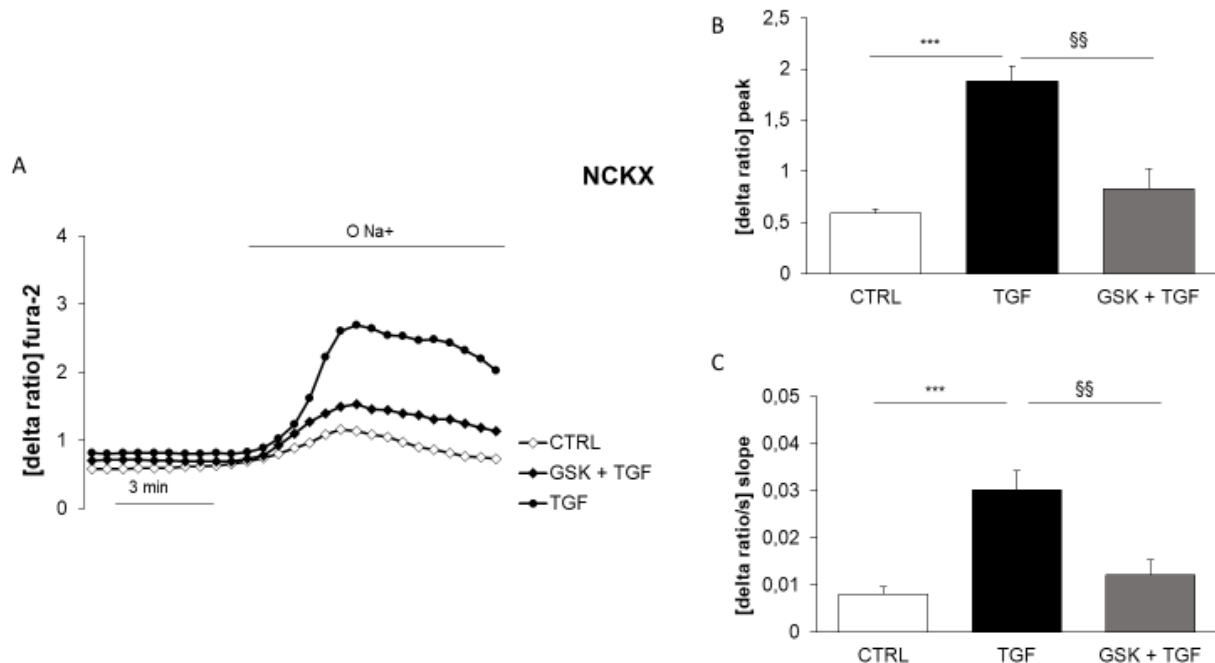 A
NCKX
O Na+
4
3
2
1
0
[delta ratio] fura-2
3 min
CTRL
GSK + TGF
TGF
B
2,5
2
1,5
1
0,5
0
[delta ratio] peak
***
§§
CTRL
TGF
GSK + TGF
C
0,05
0,04
0,03
0,02
0,01
0
[delta ratio/s] slope
***
§§
CTRL
TGF
GSK + TGF